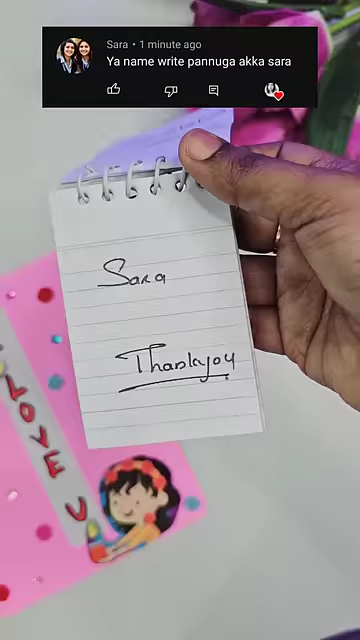 Sara • 1 minute ago
Ya name write pannuga akka sara
Sara
Thankyou
LOVE U